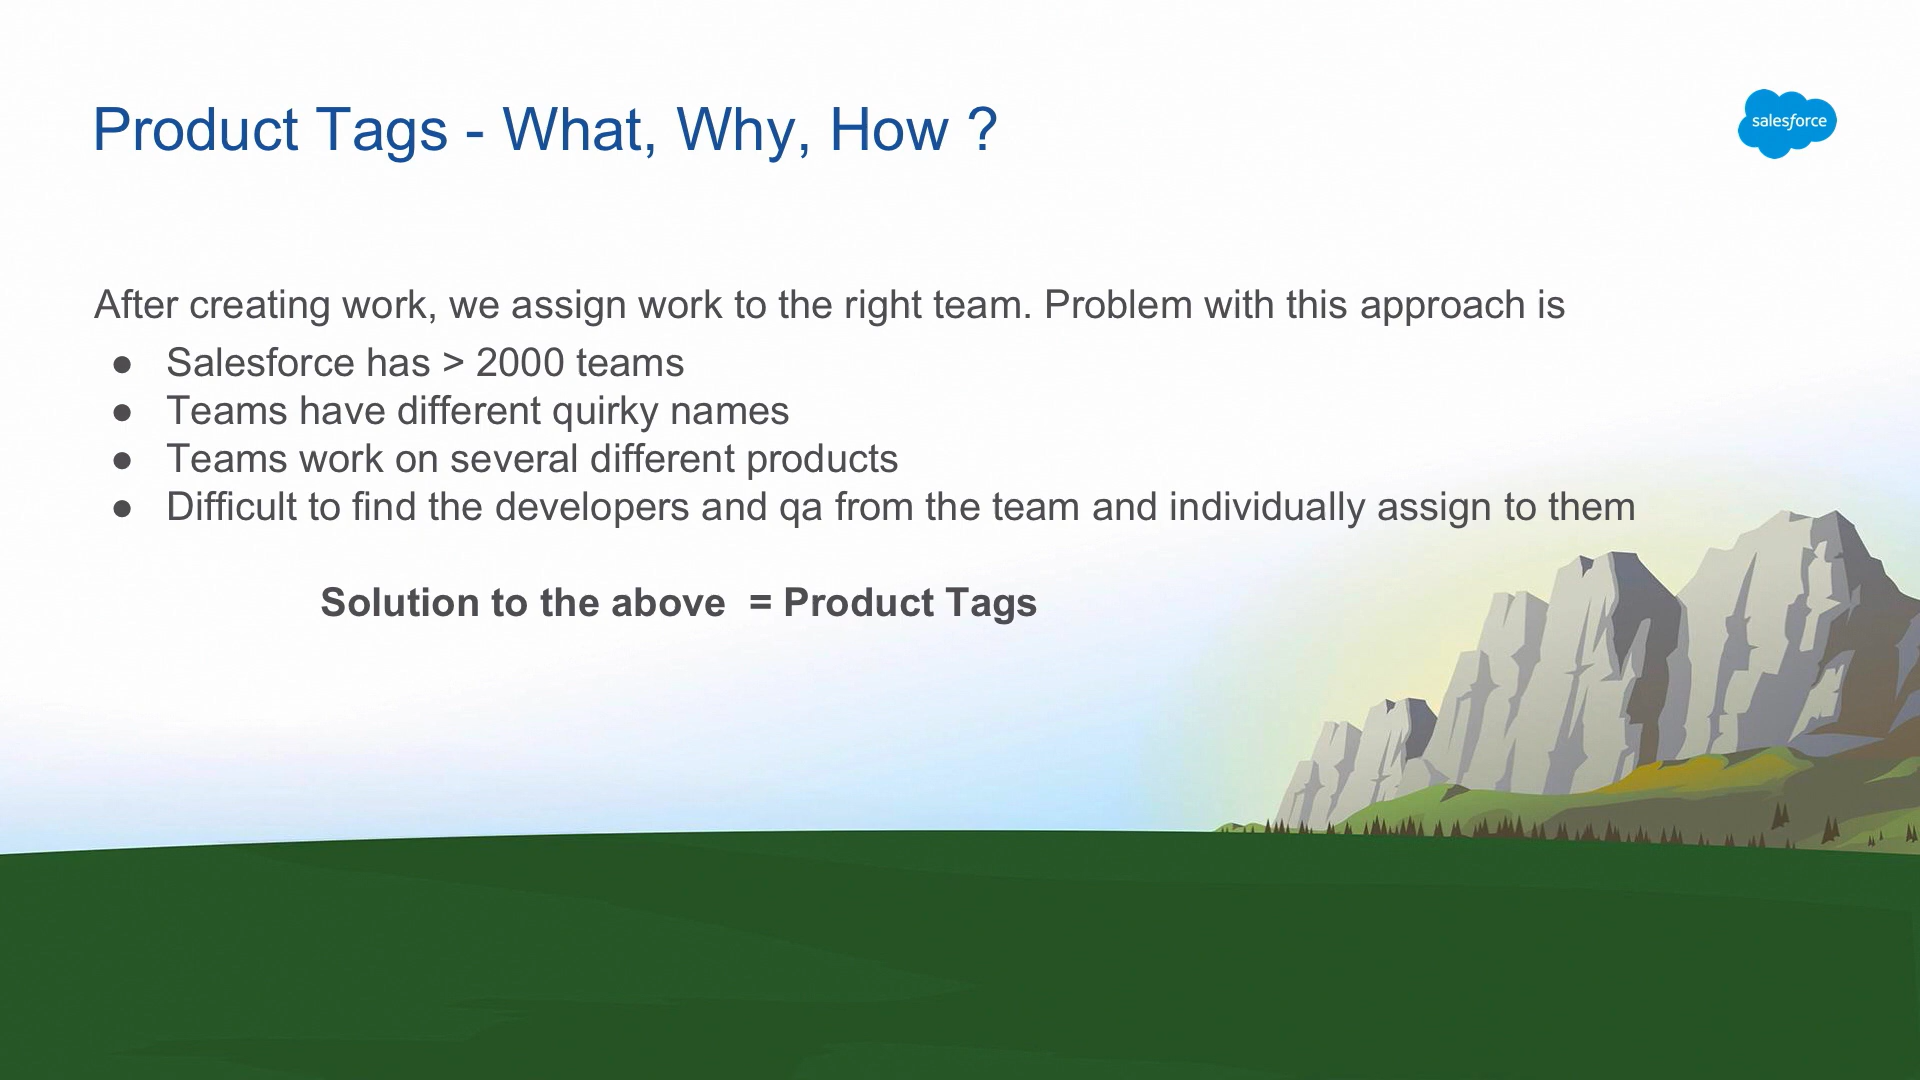 Product Tags - What, Why, How ?
salesforce
After creating work, we assign work to the right team. Problem with this approach is
● Salesforce has > 2000 teams
● Teams have different quirky names
● Teams work on several different products
● Difficult to find the developers and qa from the team and individually assign to them
Solution to the above  = Product Tags